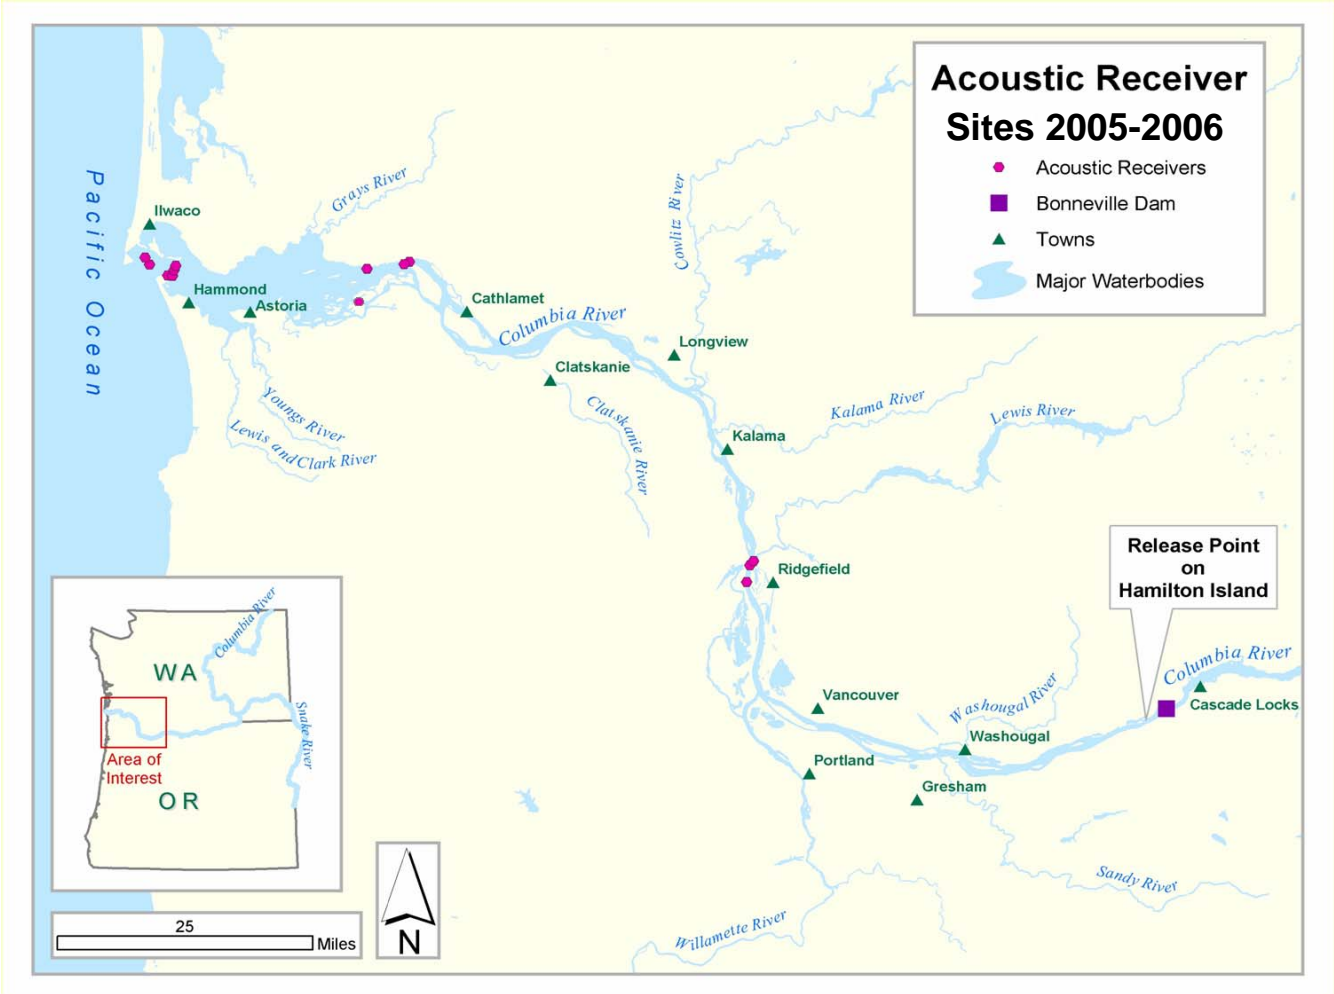 Acoustic Receiver
Sites 2005-2006
Acoustic Receivers
Bonneville Dam
Towns
Major Waterbodies
Pacific Ocean
Ilwaco
Grays River
Cowlitz River
Hammond
Astoria
Cathlamet
Columbia River
Longview
Clatskanie
Youngs River
Lewis and Clark River
Clatskanie River
Kalama River
Lewis River
Kalama
Ridgefield
Release Point
on
Hamilton Island
Columbia River
Cascade Locks
Vancouver
Washougal River
Washougal
Portland
Gresham
Sandy River
Willamette River
Columbia River
WA
Snake River
Area of
Interest
OR
25
Miles
N